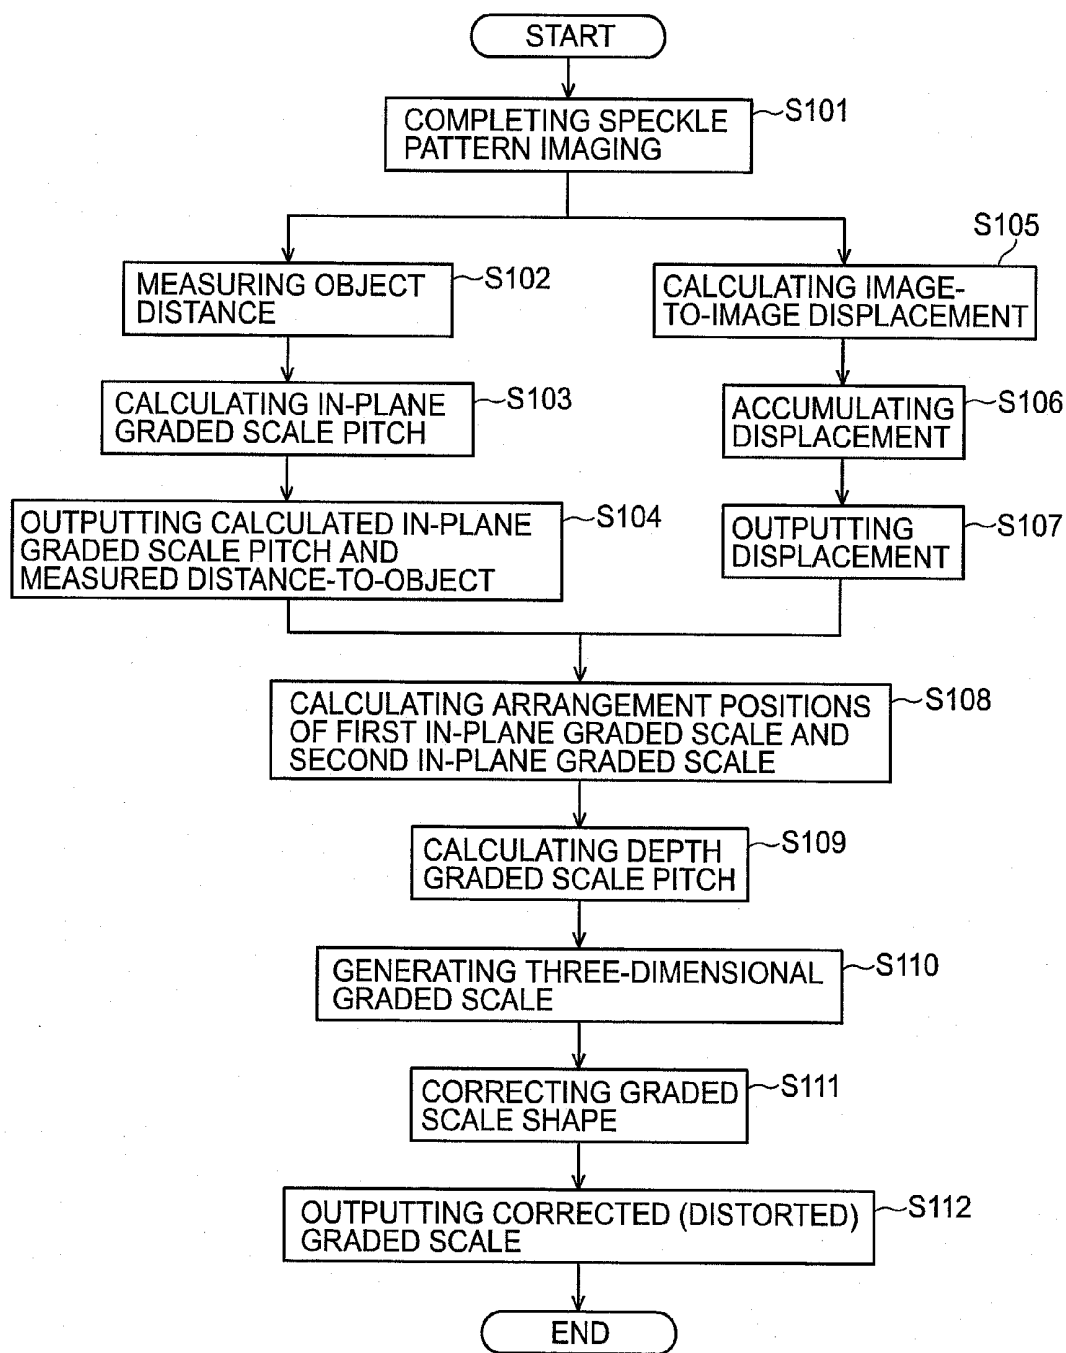 START
COMPLETING SPECKLE
PATTERN IMAGING
S101
MEASURING OBJECT
DISTANCE
S102
CALCULATING IN-PLANE
GRADED SCALE PITCH
S103
OUTPUTTING CALCULATED IN-PLANE
GRADED SCALE PITCH AND
MEASURED DISTANCE-TO-OBJECT
S104
S105
CALCULATING IMAGE-
TO-IMAGE DISPLACEMENT
ACCUMULATING
DISPLACEMENT
S106
OUTPUTTING
DISPLACEMENT
S107
CALCULATING ARRANGEMENT POSITIONS
OF FIRST IN-PLANE GRADED SCALE AND
SECOND IN-PLANE GRADED SCALE
S108
CALCULATING DEPTH
GRADED SCALE PITCH
S109
GENERATING THREE-DIMENSIONAL
GRADED SCALE
S110
CORRECTING GRADED
SCALE SHAPE
S111
OUTPUTTING CORRECTED (DISTORTED)
GRADED SCALE
S112
END